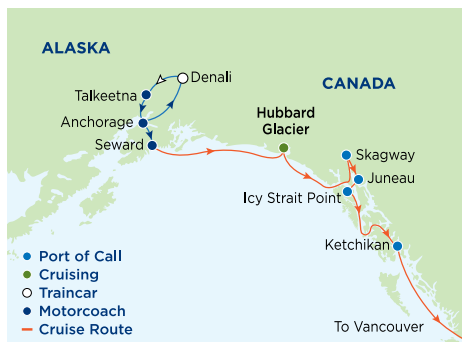 ALASKA
Denali
Talkeetna
CANADA
Anchorage
Hubbard
Glacier
Seward
Skagway
Juneau
Icy Strait Point
Ketchikan
Port of Call
Cruising
Traincar
Motorcoach
Cruise Route
To Vancouver